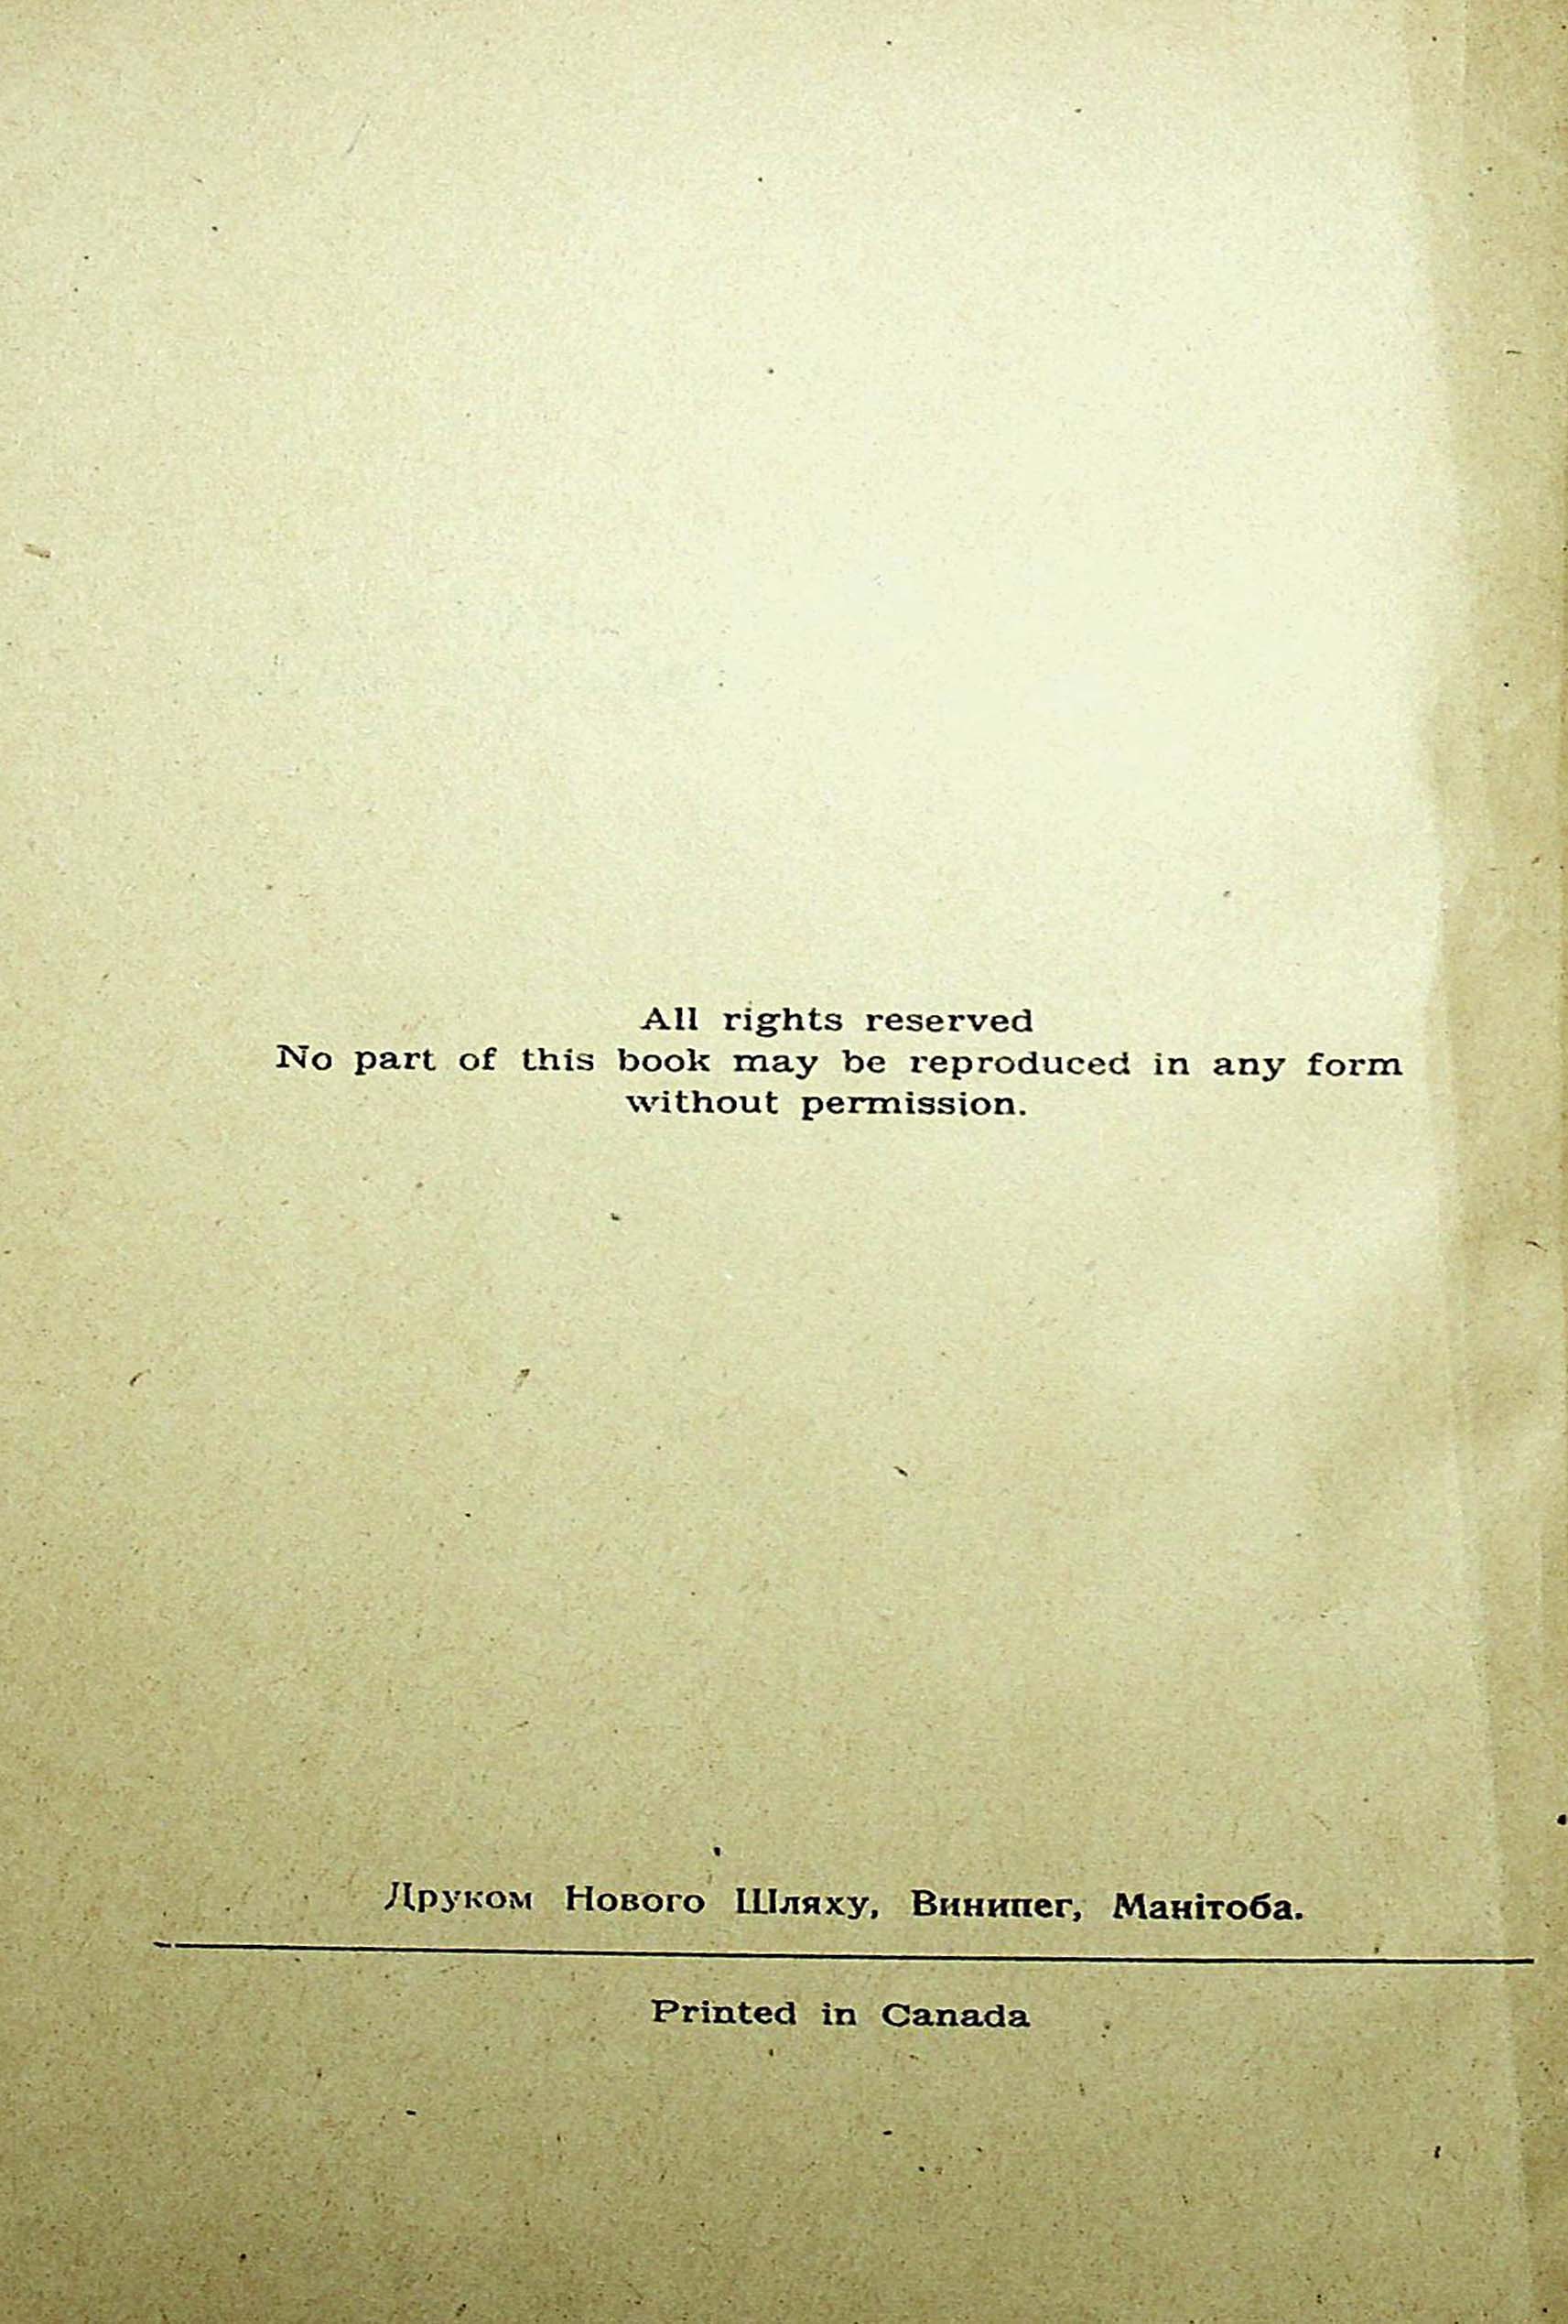 All rights reserved
No part of this book may be reproduced in any form
without permission.
Друком Нового Шляху, Винипег, Манітоба.
Printed in Canada